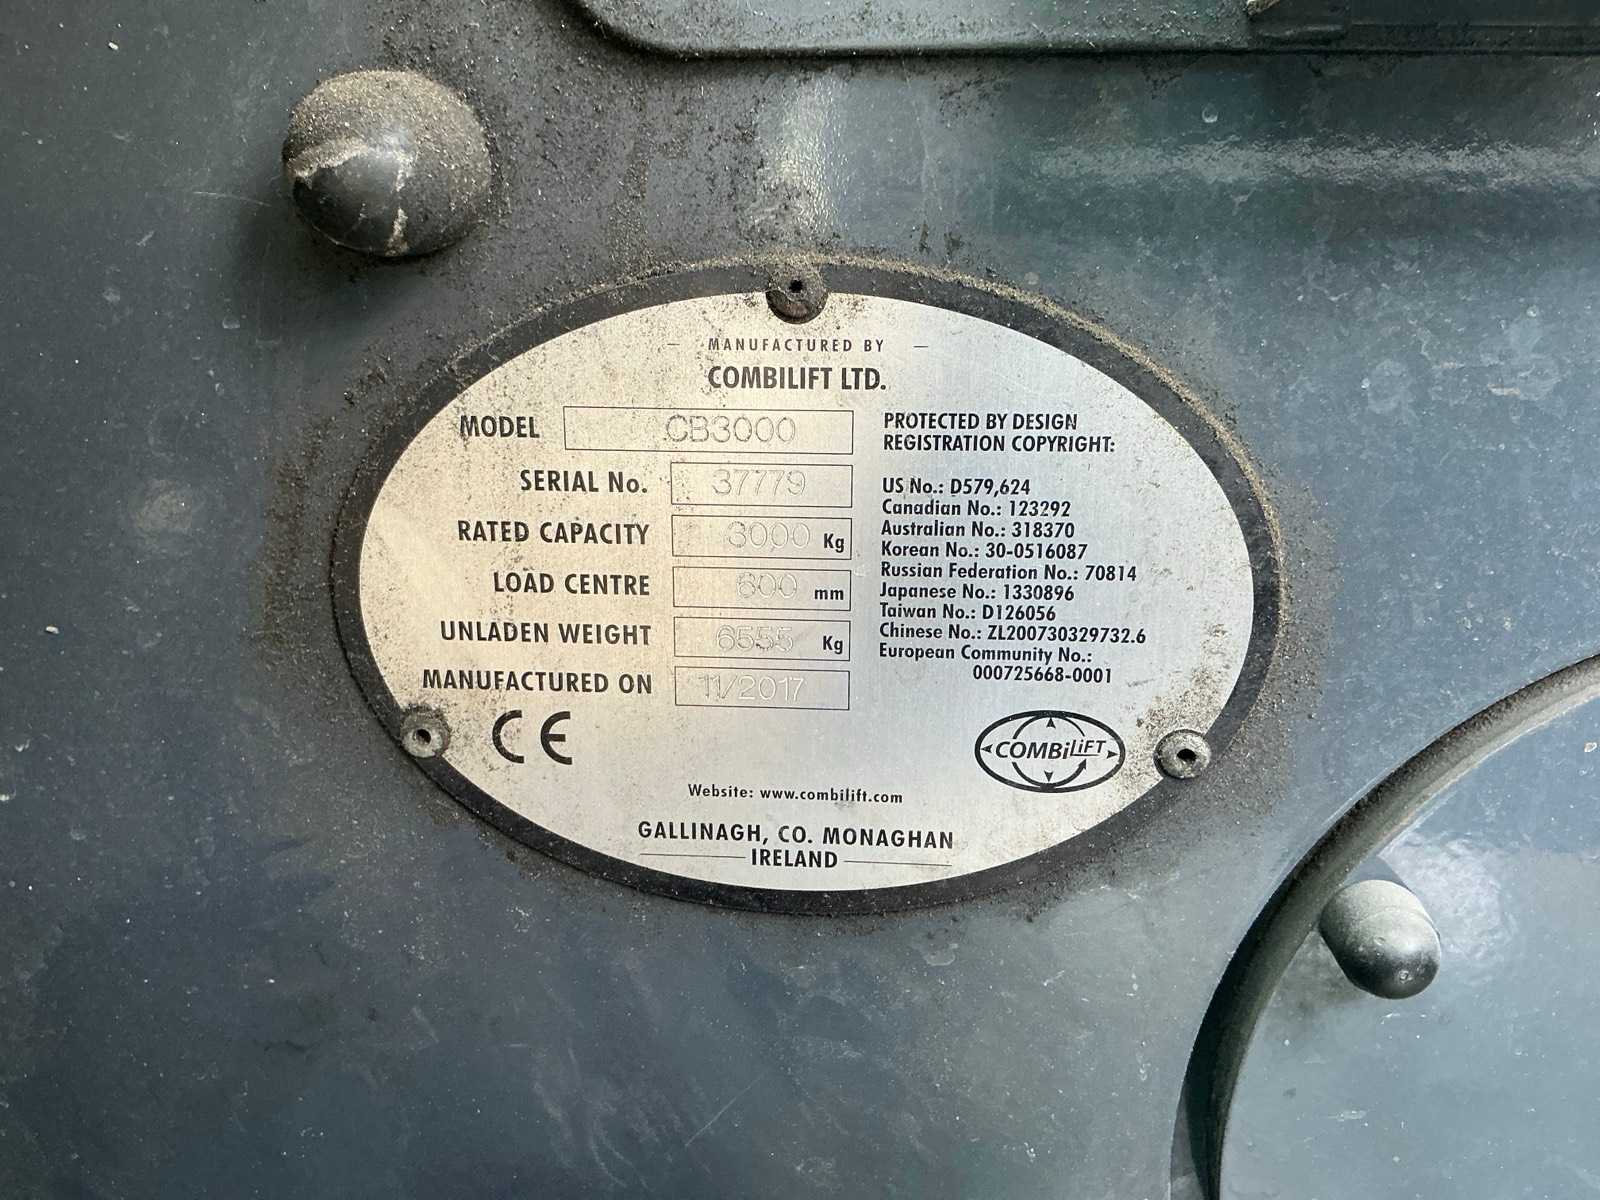 MANUFACTURED BY
COMBILIFT LTD.
MODEL CB3000
SERIAL No. 37779
RATED CAPACITY 3000 Kg
LOAD CENTRE 600 mm
UNLADEN WEIGHT 6555 Kg
MANUFACTURED ON 11/2017
CE
PROTECTED BY DESIGN
REGISTRATION COPYRIGHT:
US No.: D579,624
Canadian No.: 123292
Australian No.: 318370
Korean No.: 30-0516087
Russian Federation No.: 70814
Japanese No.: 1330896
Taiwan No.: D126056
Chinese No.: ZL200730329732.6
European Community No.:
000725668-0001
COMBiLiFT
Website: www.combilift.com
GALLINAGH, CO. MONAGHAN
IRELAND